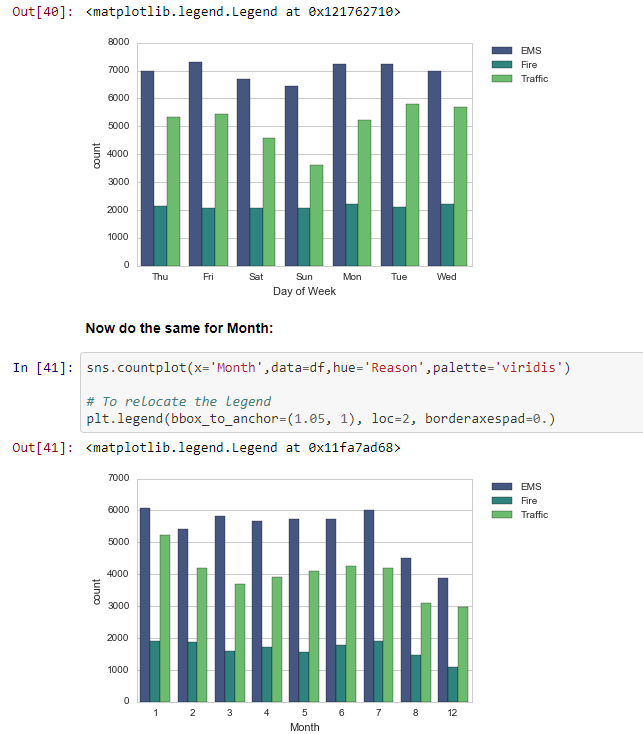 Out[40]: <matplotlib.legend.Legend at 0x121762710>
8000
7000
6000
5000
4000
3000
2000
1000
0
count
Thu Fri Sat Sun Mon Tue Wed
Day of Week
EMS
Fire
Traffic
Now do the same for Month:
In [41]: sns.countplot(x='Month',data=df,hue='Reason',palette='viridis')
# To relocate the legend
plt.legend(bbox_to_anchor=(1.05, 1), loc=2, borderaxespad=0.)
Out[41]: <matplotlib.legend.Legend at 0x11fa7ad68>
7000
6000
5000
4000
3000
2000
1000
0
count
1 2 3 4 5 6 7 8 12
Month
EMS
Fire
Traffic